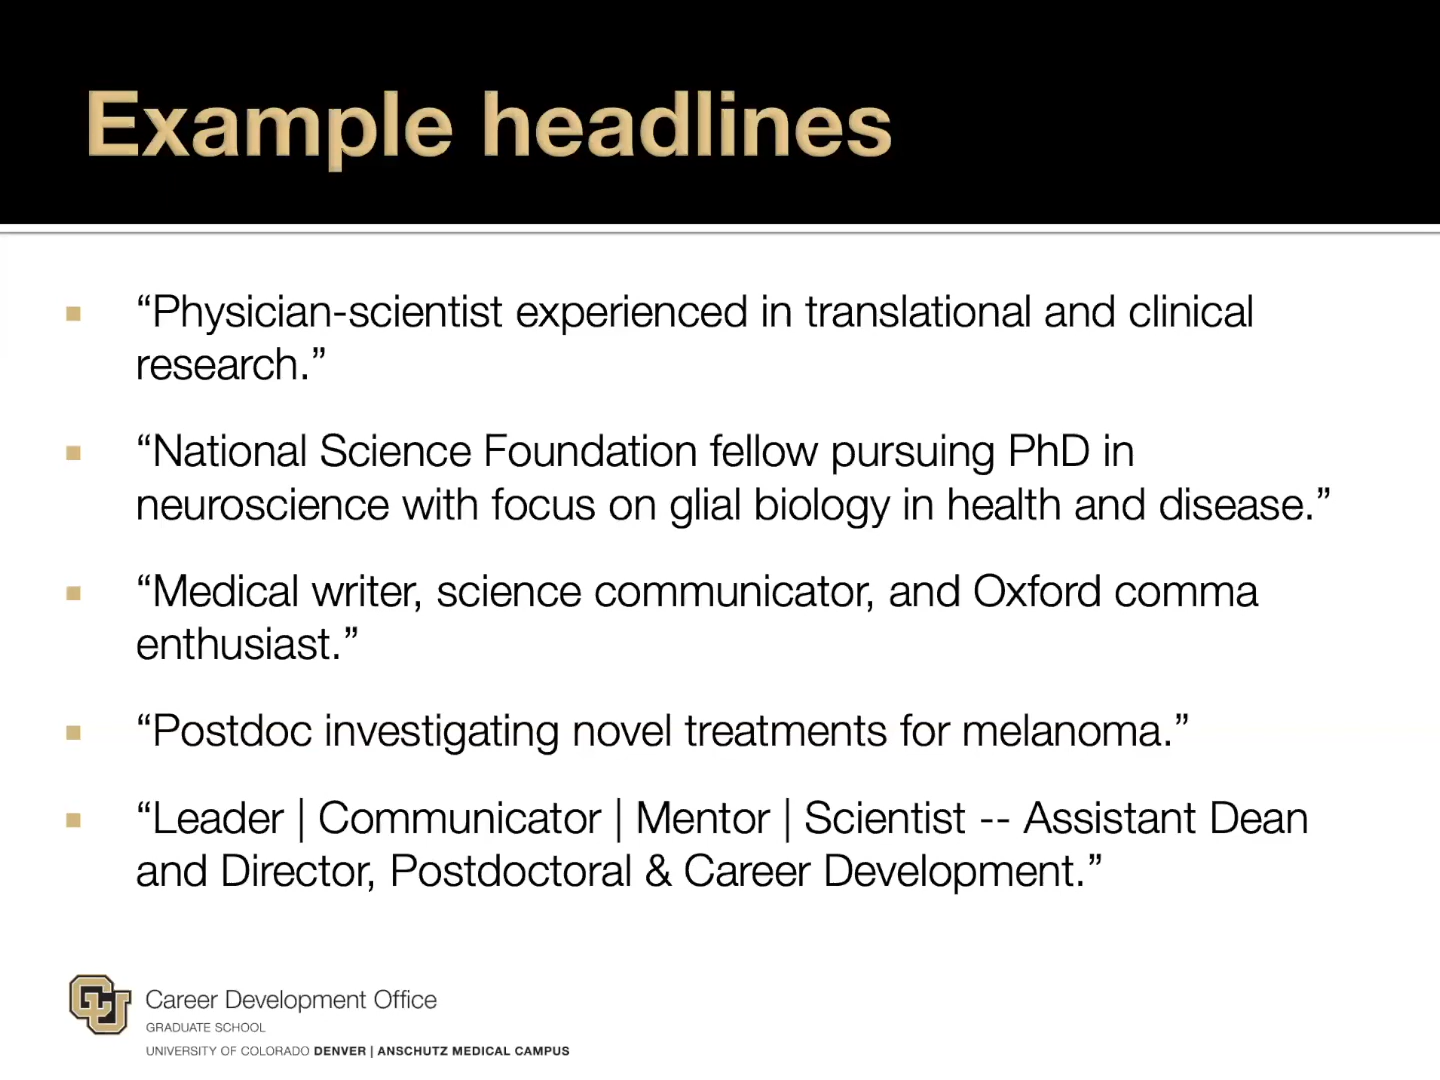 Example headlines
“Physician-scientist experienced in translational and clinical
research.”
“National Science Foundation fellow pursuing PhD in
neuroscience with focus on glial biology in health and disease.”
“Medical writer, science communicator, and Oxford comma
enthusiast.”
“Postdoc investigating novel treatments for melanoma.”
“Leader | Communicator | Mentor | Scientist -- Assistant Dean
and Director, Postdoctoral & Career Development.”
CU
Career Development Office
GRADUATE SCHOOL
UNIVERSITY OF COLORADO DENVER | ANSCHUTZ MEDICAL CAMPUS